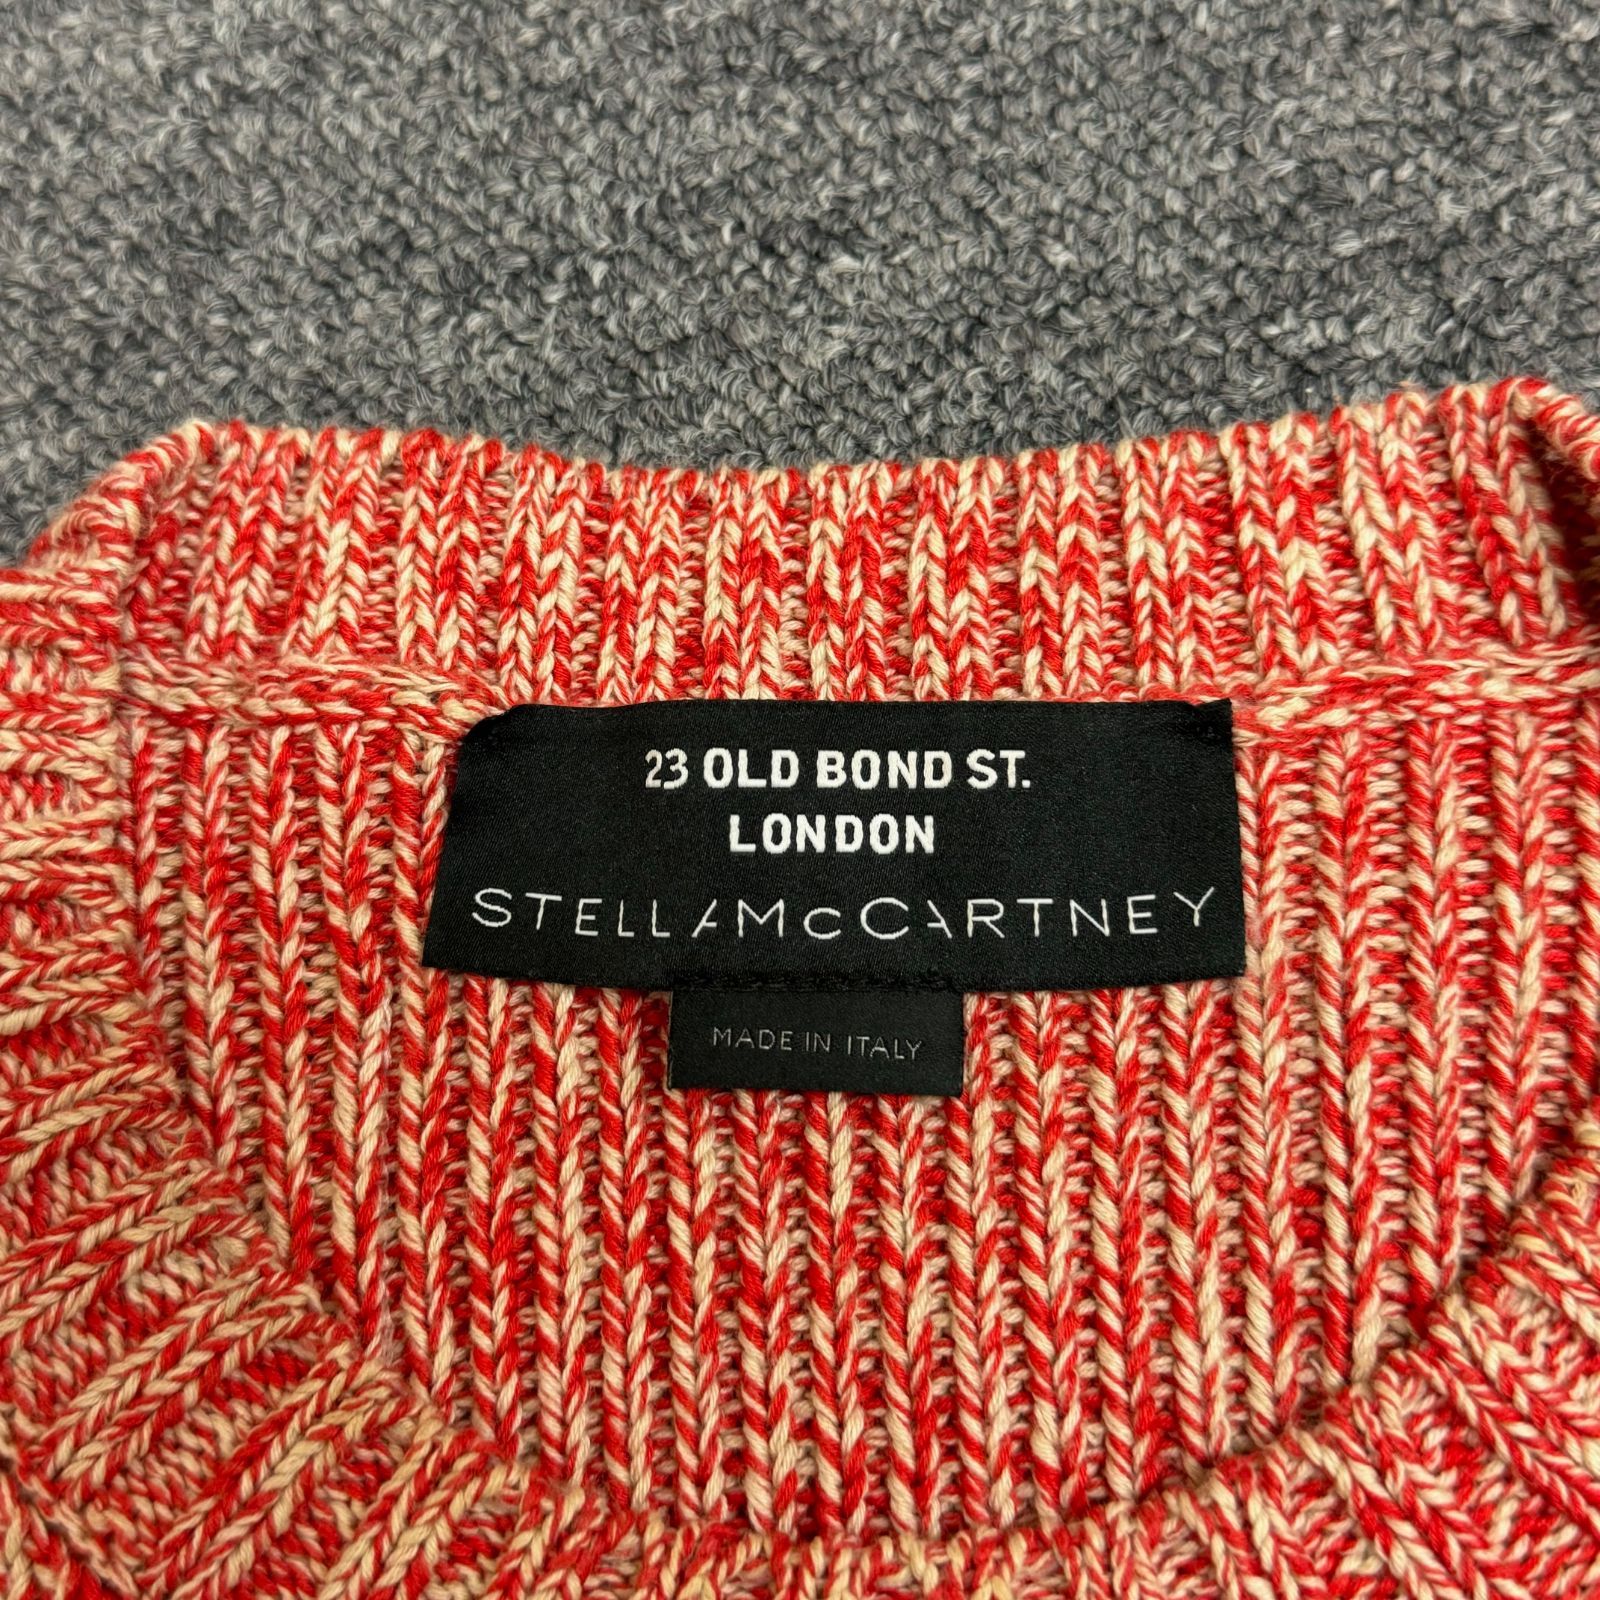 23 OLD BOND ST.
LONDON
STELLAMcCARTNEY
MADE IN ITALY